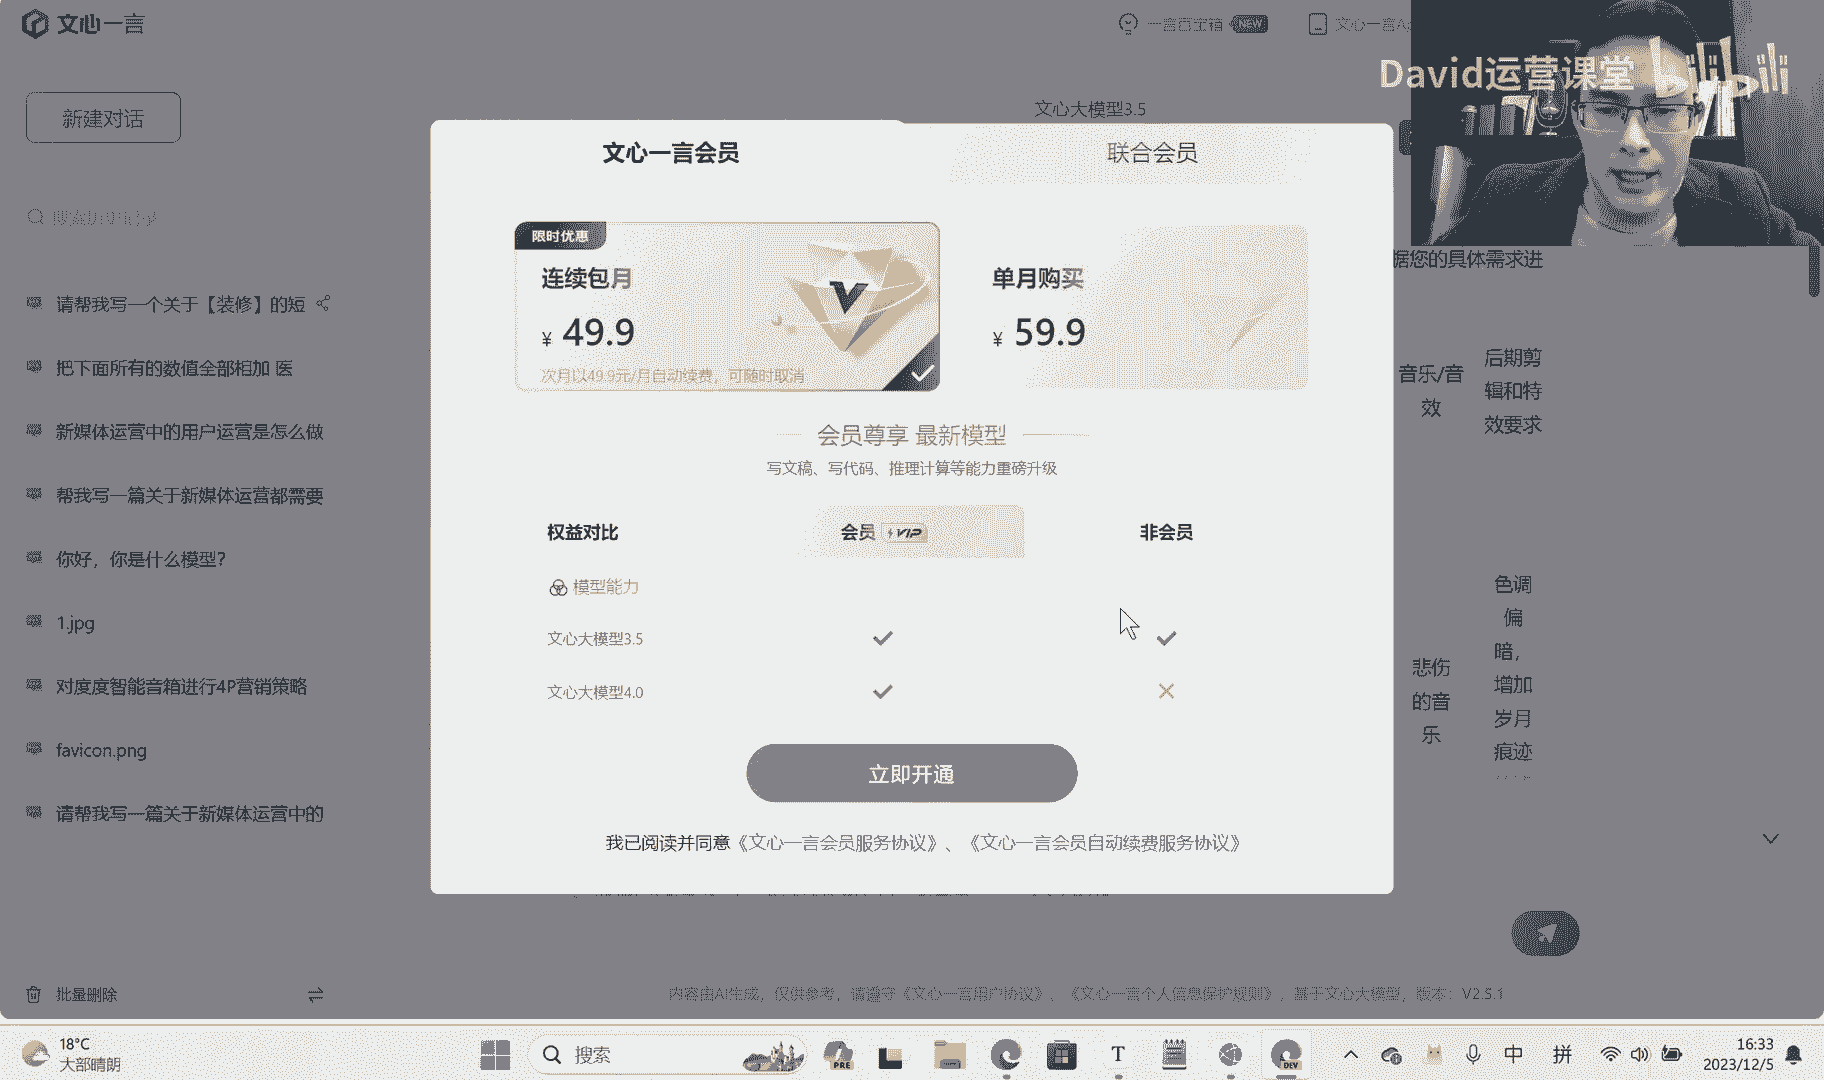 文心一言
一言百宝箱 NEW
文心一言A
David运营课堂 bilibili
新建对话
文心大模型3.5
文心一言会员
联合会员
限时优惠
连续包月
¥ 49.9
次月以49.9元/月自动续费，可随时取消
单月购买
¥ 59.9
据您的具体需求进
请帮我写一个关于【装修】的短
把下面所有的数值全部相加 医
新媒体运营中的用户运营是怎么做
帮我写一篇关于新媒体运营都需要
你好，你是什么模型？
1.jpg
对度度智能音箱进行4P营销策略
favicon.png
请帮我写一篇关于新媒体运营中的
音乐/音
效
后期剪
辑和特
效要求
会员尊享 最新模型
写文稿、写代码、推理计算等能力重磅升级
权益对比
会员 VIP
非会员
模型能力
文心大模型3.5
文心大模型4.0
悲伤
的音
乐
色调
偏
暗，
增加
岁月
痕迹
立即开通
我已阅读并同意《文心一言会员服务协议》、《文心一言会员自动续费服务协议》
批量删除
内容由AI生成，仅供参考，请遵守《文心一言用户协议》、《文心一言个人信息保护规则》，基于文心大模型，版本：V2.5.1
18°C
大部晴朗
搜索
PRE
T
DEV
中
拼
16:33
2023/12/5